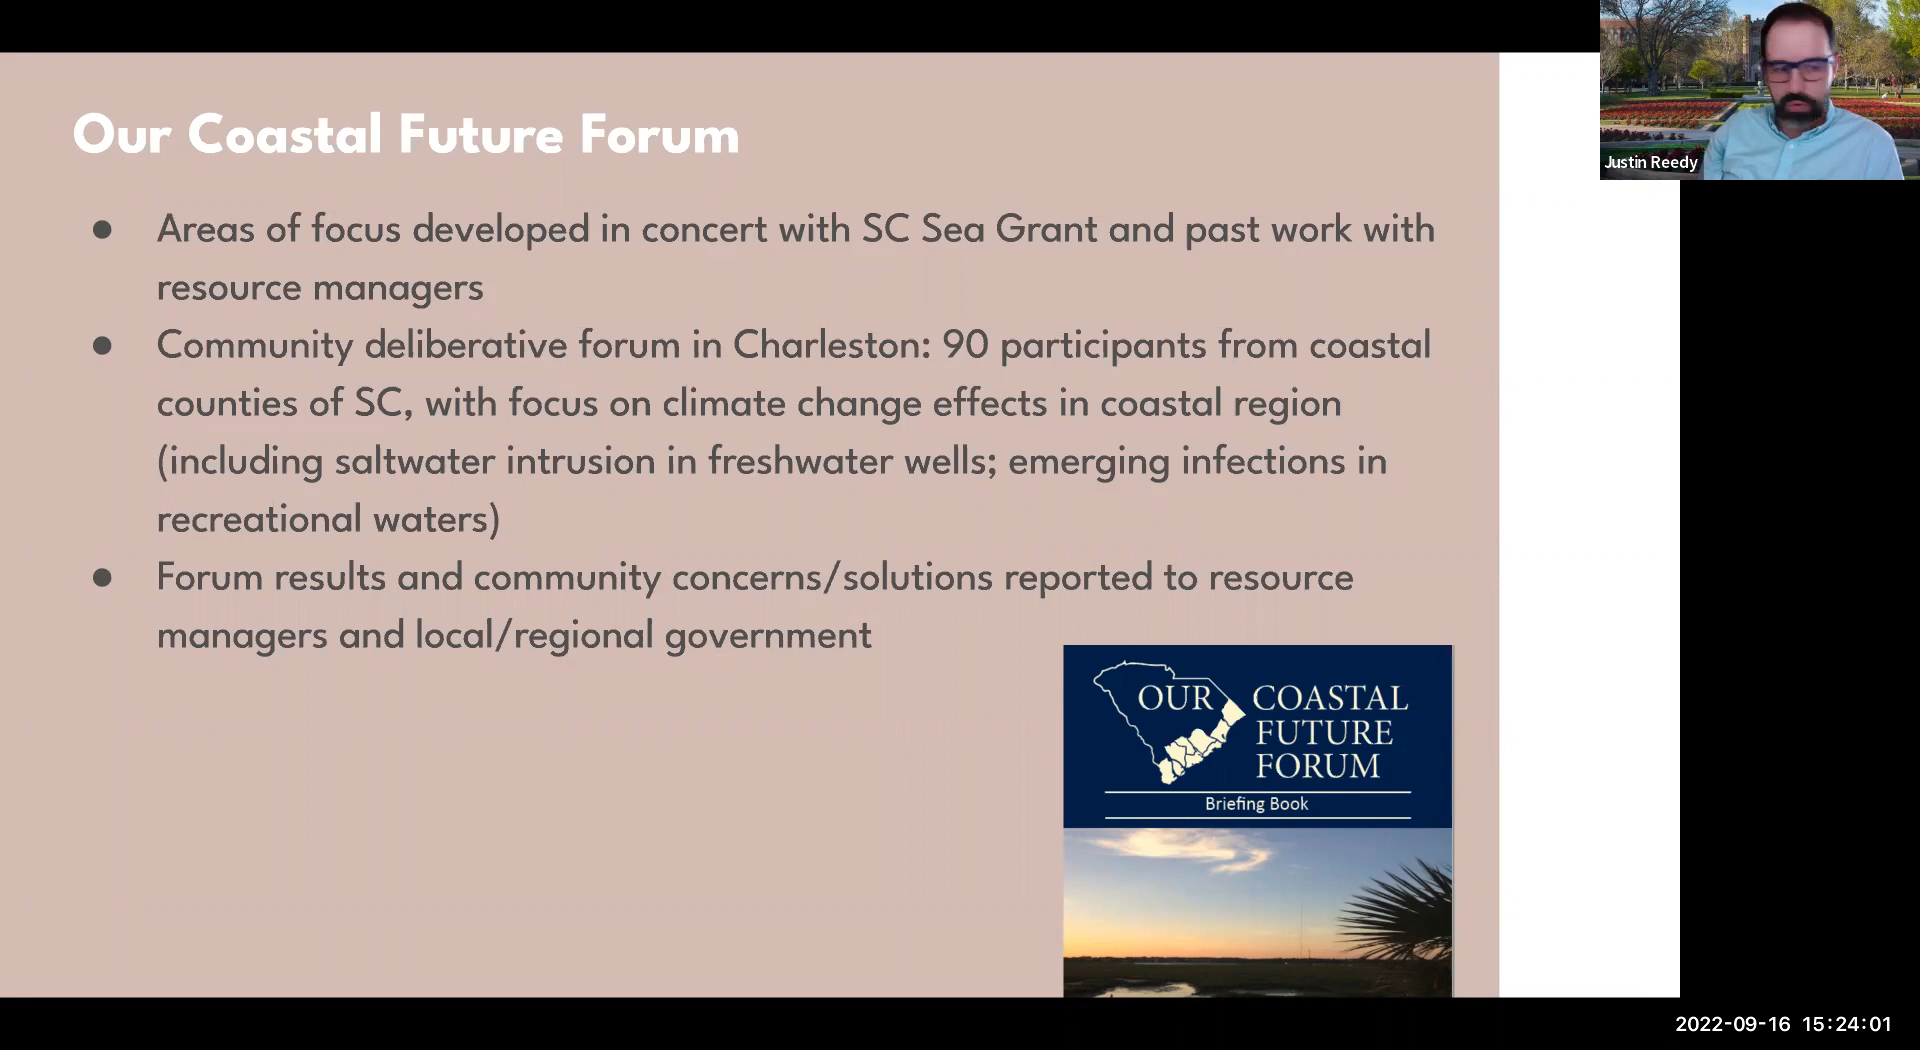 Our Coastal Future Forum
Justin Reedy
● Areas of focus developed in concert with SC Sea Grant and past work with
resource managers
● Community deliberative forum in Charleston: 90 participants from coastal
counties of SC, with focus on climate change effects in coastal region
(including saltwater intrusion in freshwater wells; emerging infections in
recreational waters)
● Forum results and community concerns/solutions reported to resource
managers and local/regional government
OUR COASTAL
FUTURE
FORUM
Briefing Book
2022-09-16 15:24:01